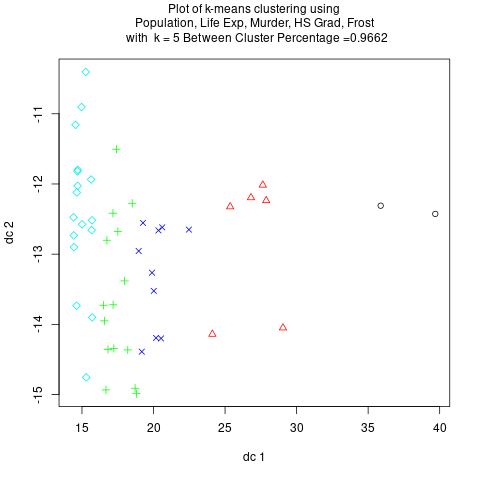 Plot of k-means clustering using
Population, Life Exp, Murder, HS Grad, Frost
with k = 5 Between Cluster Percentage =0.9662
-11
-12
-13
-14
-15
dc 2
15 20 25 30 35 40
dc 1